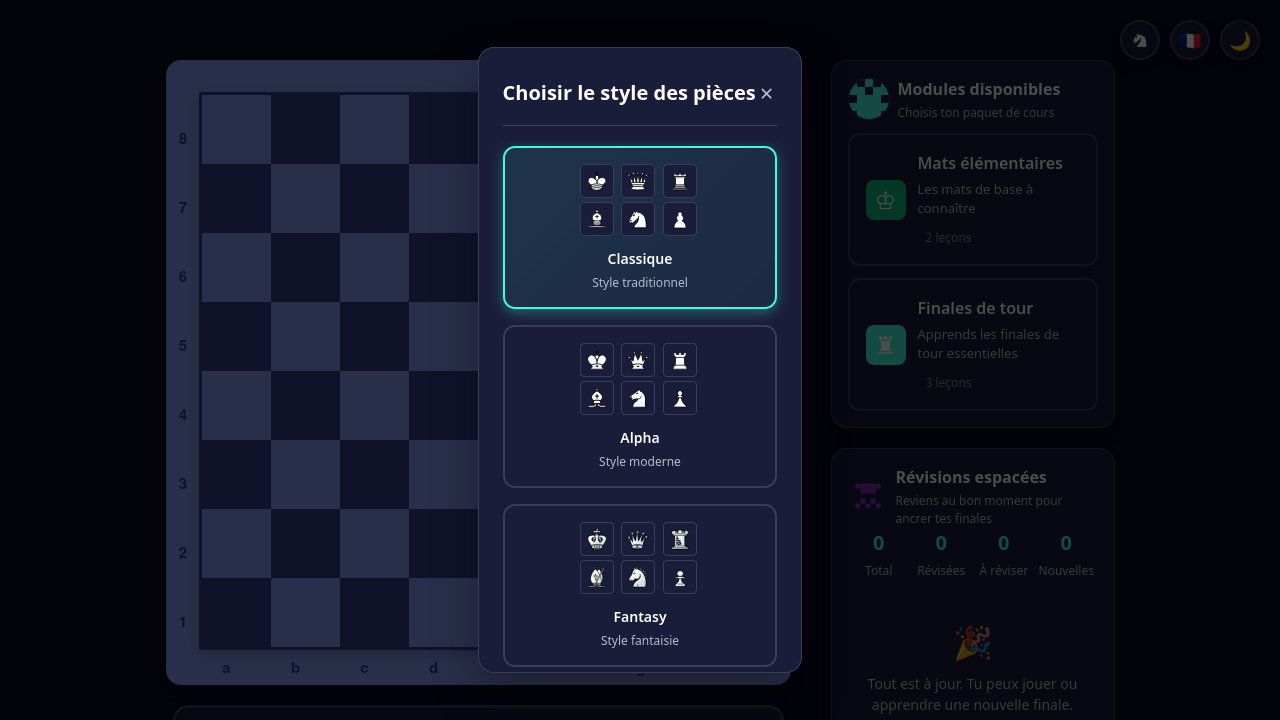 Choisir le style des pièces ✕
Classique
Style traditionnel
Alpha
Style moderne
Fantasy
Style fantaisie
8
7
6
5
4
3
2
1
a b c d
Modules disponibles
Choisis ton paquet de cours
Mats élémentaires
Les mats de base à
connaître
2 leçons
Finales de tour
Apprends les finales de
tour essentielles
3 leçons
Révisions espacées
Reviens au bon moment pour
ancrer tes finales
0 0 0 0
Total Révisées À réviser Nouvelles
Tout est à jour. Tu peux jouer ou
apprendre une nouvelle finale.